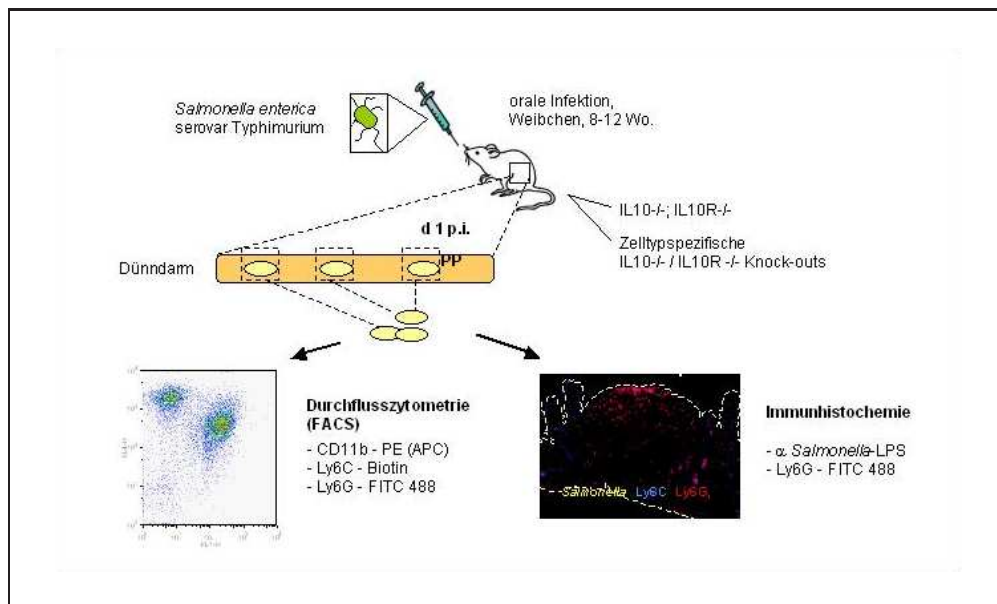 Salmonella enterica
serovar Typhimurium
orale Infektion,
Weibchen, 8-12 Wo.
IL10-/-; IL10R-/-
Zelltypspezifische
IL10-/- / IL10R -/- Knock-outs
d 1 p.i.
PP
Dünndarm
Durchflusszytometrie
(FACS)
- CD11b - PE (APC)
- Ly6C - Biotin
- Ly6G - FITC 488
Salmonella Ly6C Ly6G
Immunhistochemie
- α Salmonella-LPS
- Ly6G - FITC 488